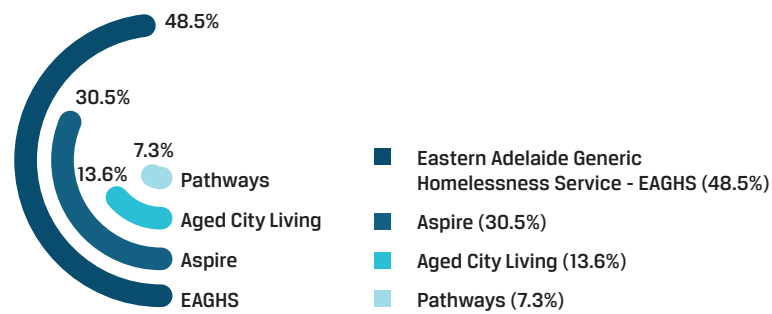 48.5%
30.5%
7.3%
13.6%
Pathways
Aged City Living
Aspire
EAGHS
Eastern Adelaide Generic
Homelessness Service - EAGHS (48.5%)
Aspire (30.5%)
Aged City Living (13.6%)
Pathways (7.3%)